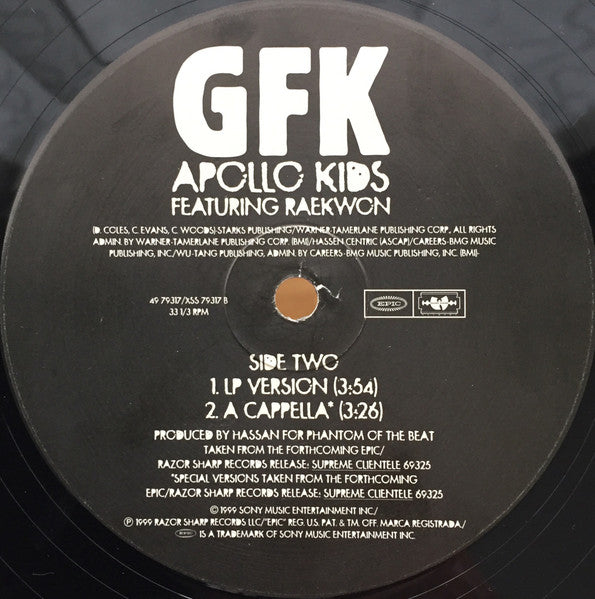 GFK
APOLLO KIDS
FEATURING RAEKWON
(D. COLES, C. EVANS, C. WOODS)-STARKS PUBLISHING/WARNER-TAMERLANE PUBLISHING CORP., ALL RIGHTS
ADMIN. BY WARNER-TAMERLANE PUBLISHING CORP. (BMI)/HASSEN CENTRIC (ASCAP)/CAREERS-BMG MUSIC
PUBLISHING, INC./WU-TANG PUBLISHING, ADMIN. BY CAREERS-BMG MUSIC PUBLISHING, INC. (BMI)-
49 79317/XSS 79317 B
33 1/3 RPM
EPIC
SIDE TWO
1. LP VERSION (3:54)
2. A CAPPELLA* (3:26)
PRODUCED BY HASSAN FOR PHANTOM OF THE BEAT
TAKEN FROM THE FORTHCOMING EPIC/
RAZOR SHARP RECORDS RELEASE: SUPREME CLIENTELE 69325
*SPECIAL VERSIONS TAKEN FROM THE FORTHCOMING
EPIC/RAZOR SHARP RECORDS RELEASE: SUPREME CLIENTELE 69325
© 1999 SONY MUSIC ENTERTAINMENT INC./
℗ 1999 RAZOR SHARP RECORDS LLC/"EPIC" REG. U.S. PAT. & TM. OFF. MARCA REGISTRADA/
EPIC IS A TRADEMARK OF SONY MUSIC ENTERTAINMENT INC.